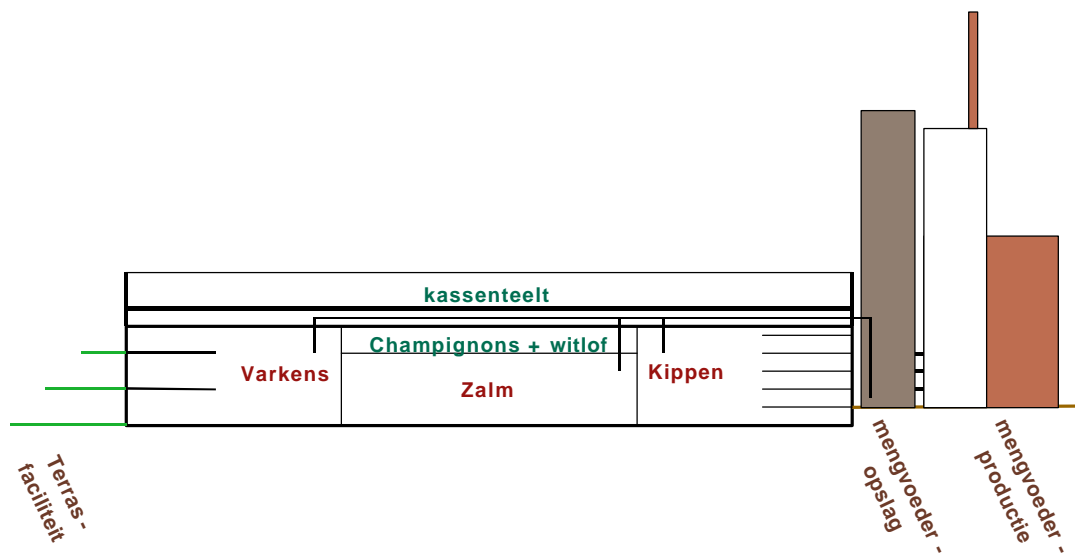 kassenteelt
Champignons + witlof
Varkens
Zalm
Kippen
Terras -
faciliteit
mengvoeder -
opslag
mengvoeder -
productie